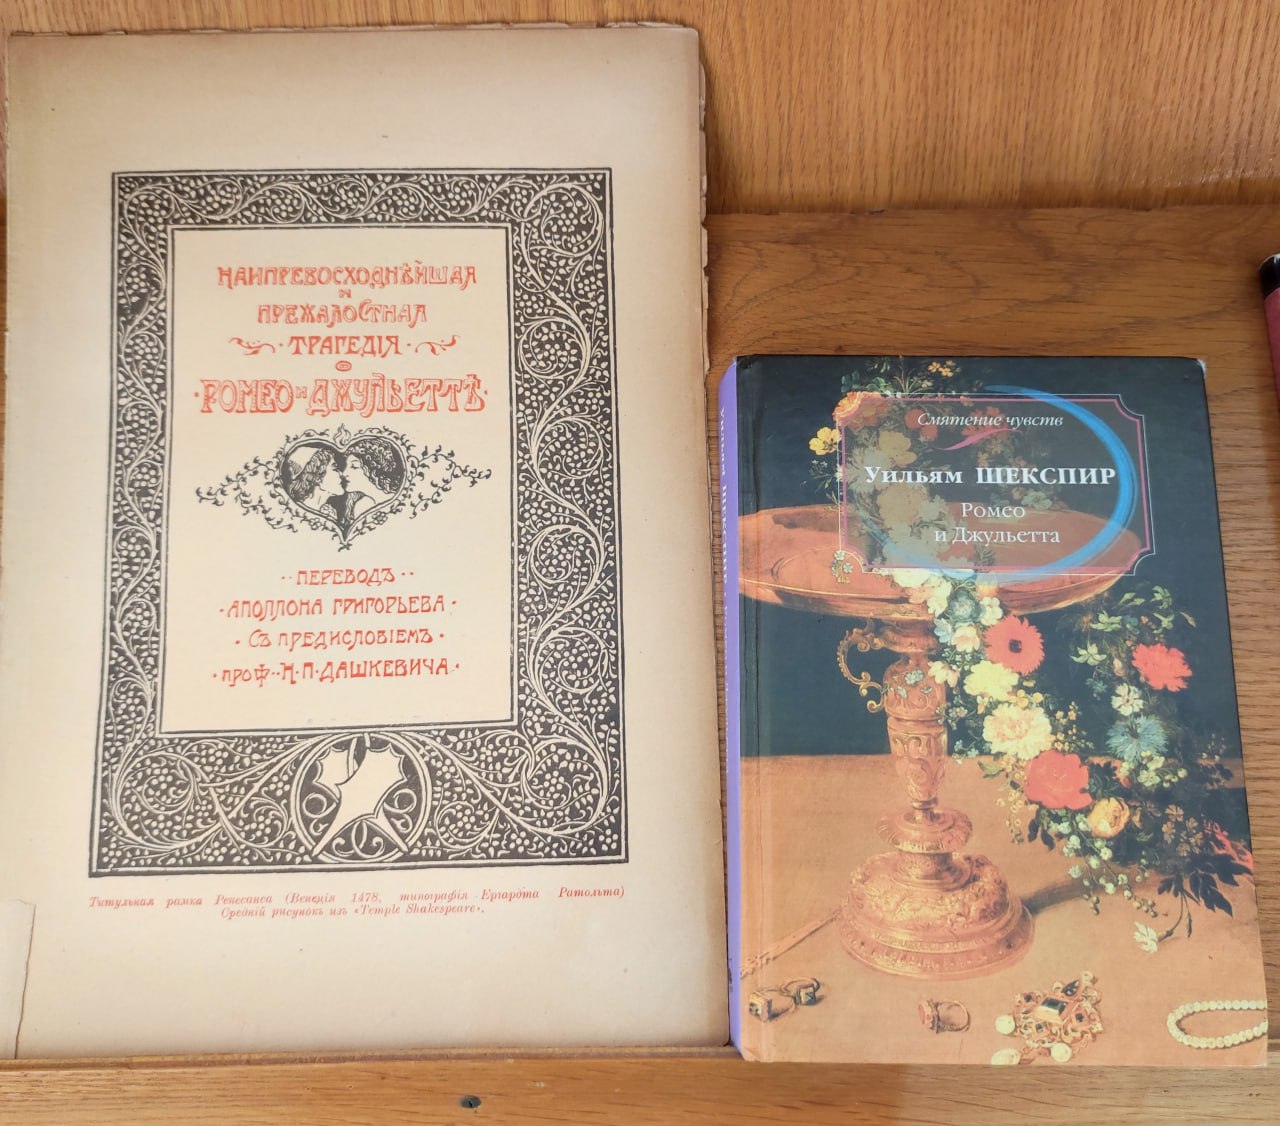 НАИПРЕВОСХОДНѢЙШАЯ
И
ПРЕЖАЛОСТНАЯ
ТРАГЕДІЯ
О
РОМЕО И ДЖУЛЬЕТТѢ
ПЕРЕВОДЪ
АПОЛЛОНА ГРИГОРЬЕВА
СЪ ПРЕДИСЛОВІЕМЪ
ПРОФ. Н. П. ДАШКЕВИЧА
Титульная рамка Ренесанса (Венеція 1478, типографія Ергарота Ратольта)
Средній рисунокъ изъ «Temple Shakespeare».
Смятение чувств
Уильям ШЕКСПИР
Ромео
и Джульетта